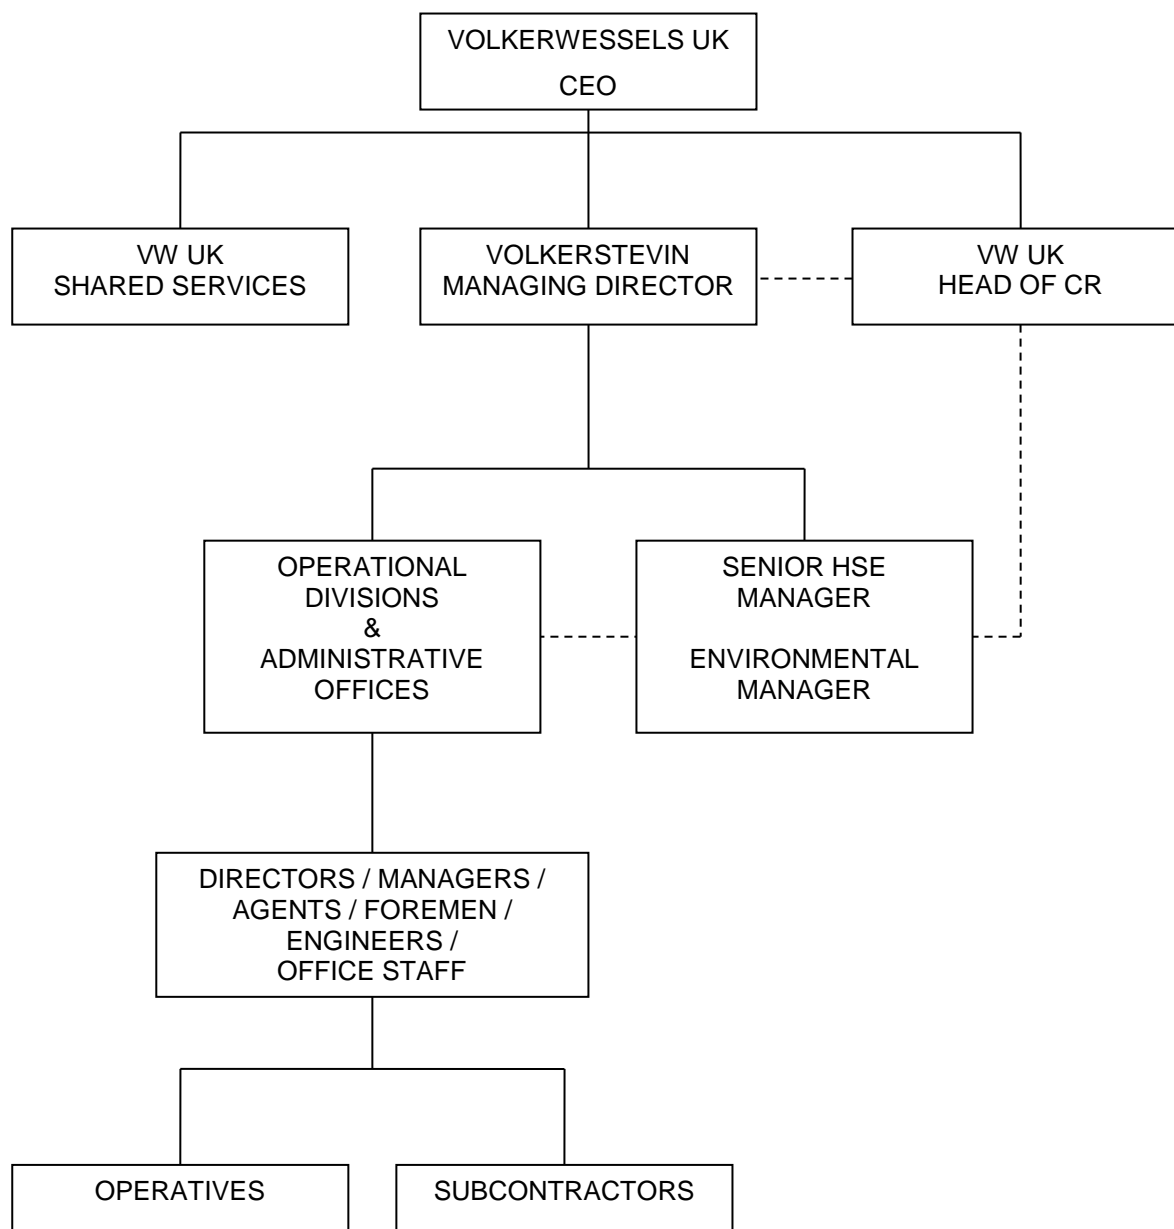 VOLKERWESSELS UK
CEO
VW UK
SHARED SERVICES
VOLKERSTEVIN
MANAGING DIRECTOR
VW UK
HEAD OF CR
OPERATIONAL
DIVISIONS
&
ADMINISTRATIVE
OFFICES
SENIOR HSE
MANAGER
ENVIRONMENTAL
MANAGER
DIRECTORS / MANAGERS /
AGENTS / FOREMEN /
ENGINEERS /
OFFICE STAFF
OPERATIVES
SUBCONTRACTORS